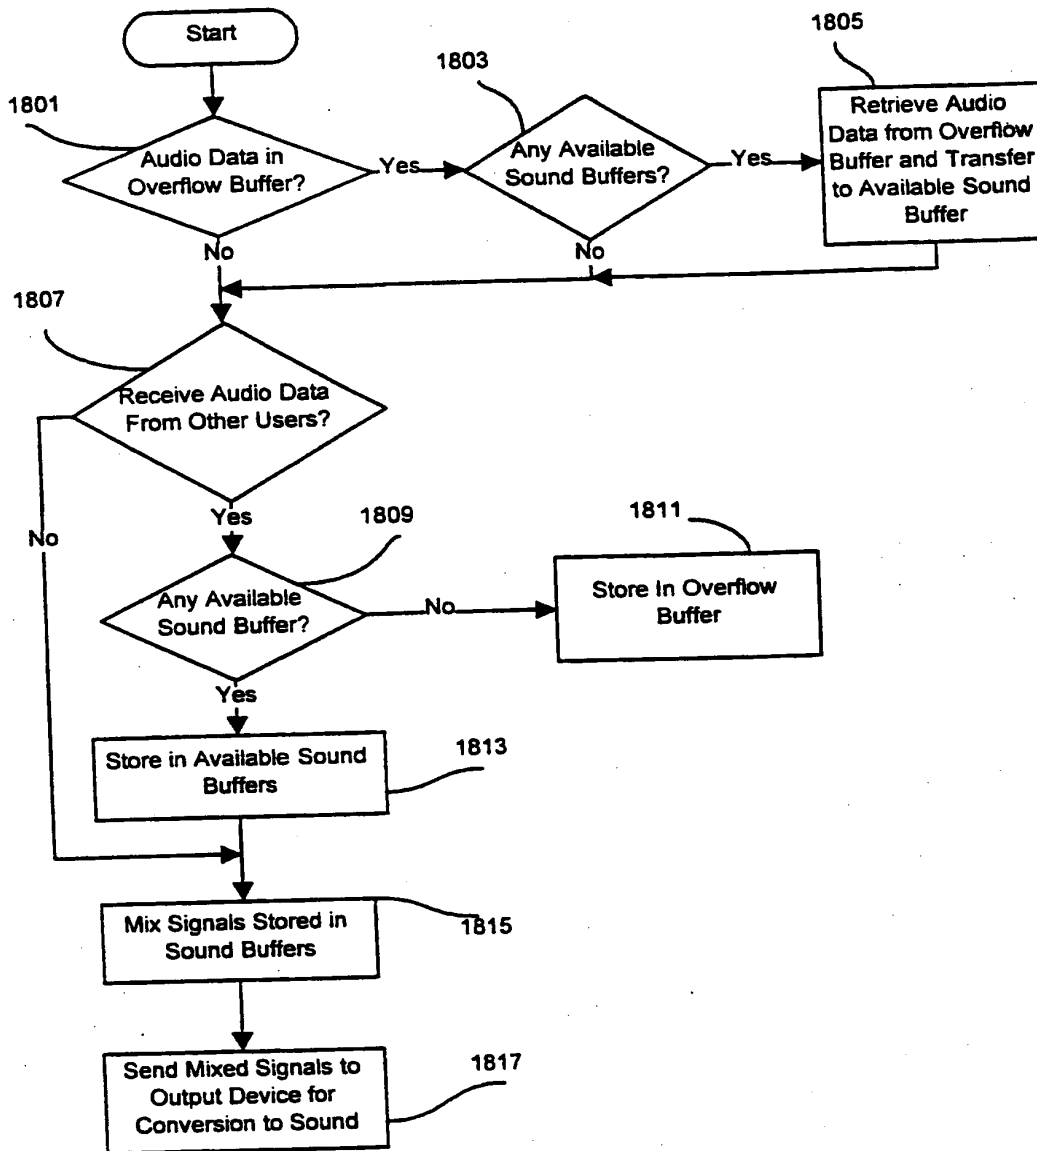 Start
1801
Audio Data in
Overflow Buffer?
Yes
No
1803
Any Available
Sound Buffers?
Yes
No
1805
Retrieve Audio
Data from Overflow
Buffer and Transfer
to Available Sound
Buffer
1807
Receive Audio Data
From Other Users?
No
Yes
1809
Any Available
Sound Buffer?
No
Yes
1811
Store In Overflow
Buffer
Store in Available Sound
Buffers
1813
Mix Signals Stored in
Sound Buffers
1815
Send Mixed Signals to
Output Device for
Conversion to Sound
1817